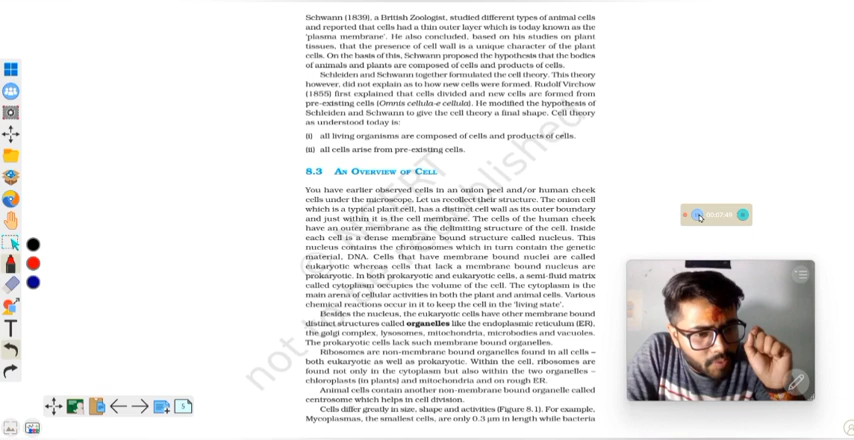 Schwann (1839), a British Zoologist, studied different types of animal cells
and reported that cells had a thin outer layer which is today known as the
'plasma membrane'. He also concluded, based on his studies on plant
tissues, that the presence of cell wall is a unique character of the plant
cells. On the basis of this, Schwann proposed the hypothesis that the bodies
of animals and plants are composed of cells and products of cells.
Schleiden and Schwann together formulated the cell theory. This theory
however, did not explain as to how new cells were formed. Rudolf Virchow
(1855) first explained that cells divided and new cells are formed from
pre-existing cells (Omnis cellula-e cellula). He modified the hypothesis of
Schleiden and Schwann to give the cell theory a final shape. Cell theory
as understood today is:
(i) all living organisms are composed of cells and products of cells.
(ii) all cells arise from pre-existing cells.
8.3 AN OVERVIEW OF CELL
You have earlier observed cells in an onion peel and/or human cheek
cells under the microscope. Let us recollect their structure. The onion cell
which is a typical plant cell, has a distinct cell wall as its outer boundary
and just within it is the cell membrane. The cells of the human cheek
have an outer membrane as the delimiting structure of the cell. Inside
each cell is a dense membrane bound structure called nucleus. This
nucleus contains the chromosomes which in turn contain the genetic
material, DNA. Cells that have membrane bound nuclei are called
eukaryotic whereas cells that lack a membrane bound nucleus are
prokaryotic. In both prokaryotic and eukaryotic cells, a semi-fluid matrix
called cytoplasm occupies the volume of the cell. The cytoplasm is the
main arena of cellular activities in both the plant and animal cells. Various
chemical reactions occur in it to keep the cell in the 'living state'.
Besides the nucleus, the eukaryotic cells have other membrane bound
distinct structures called organelles like the endoplasmic reticulum (ER),
the golgi complex, lysosomes, mitochondria, microbodies and vacuoles.
The prokaryotic cells lack such membrane bound organelles.
Ribosomes are non-membrane bound organelles found in all cells –
both eukaryotic as well as prokaryotic. Within the cell, ribosomes are
found not only in the cytoplasm but also within the two organelles –
chloroplasts (in plants) and mitochondria and on rough ER.
Animal cells contain another non-membrane bound organelle called
centrosome which helps in cell division.
Cells differ greatly in size, shape and activities (Figure 8.1). For example,
Mycoplasmas, the smallest cells, are only 0.3 µm in length while bacteria
00:07:49
T
5